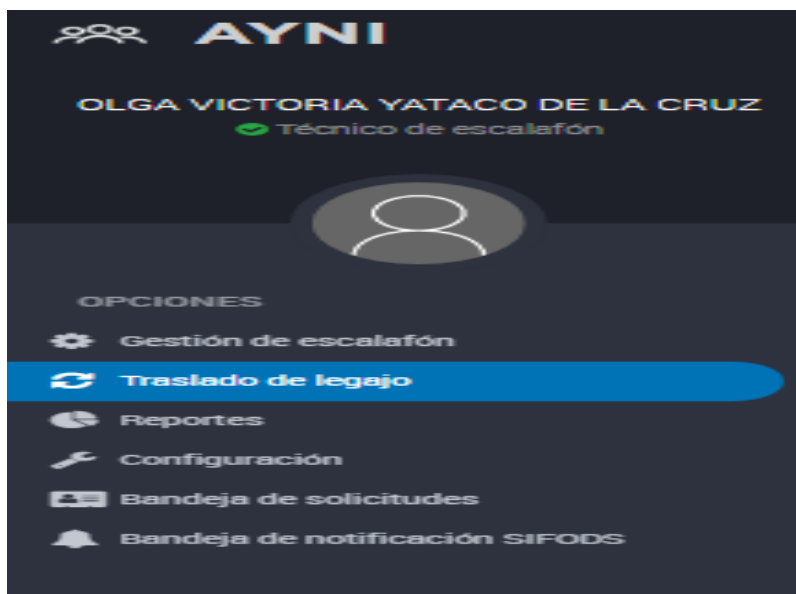 AYNI
OLGA VICTORIA YATACO DE LA CRUZ
Técnico de escalafón
OPCIONES
Gestión de escalafón
Traslado de legajo
Reportes
Configuración
Bandeja de solicitudes
Bandeja de notificación SIFODS